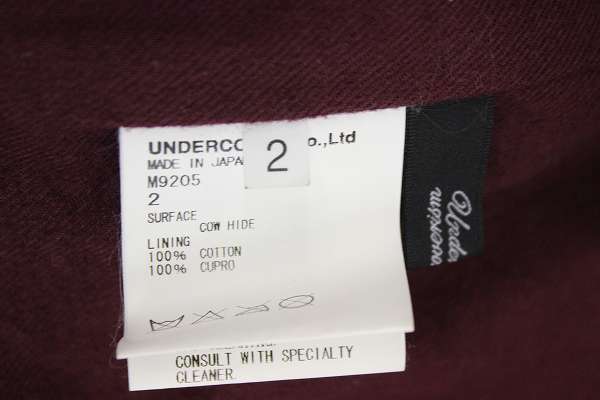 UNDERCO o.,Ltd
2
MADE IN JAPA
M9205
2
SURFACE
COW HIDE
LINING
100% COTTON
100% CUPRO
CONSULT WITH SPECIALTY
CLEANER.
Under